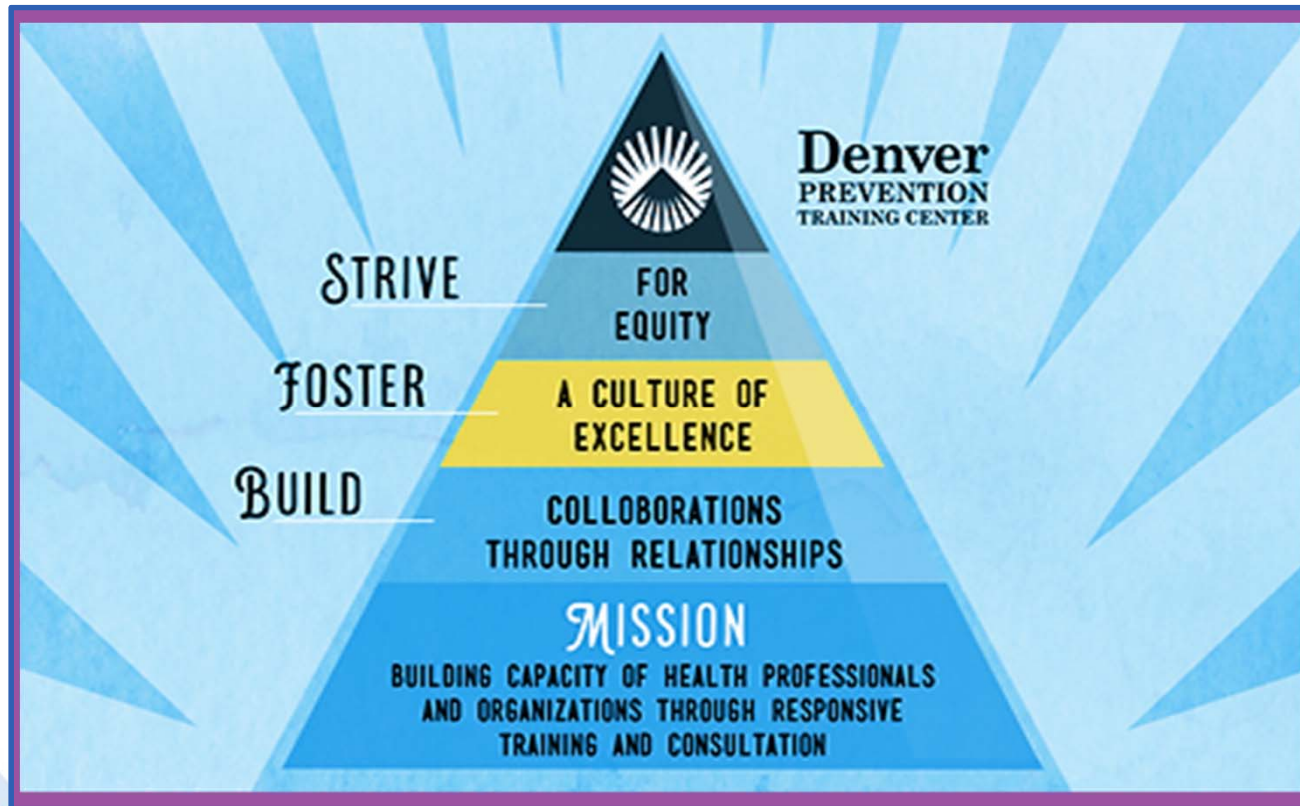 Denver
PREVENTION
TRAINING CENTER
STRIVE
FOR
EQUITY
FOSTER
A CULTURE OF
EXCELLENCE
BUILD
COLLOBORATIONS
THROUGH RELATIONSHIPS
MISSION
BUILDING CAPACITY OF HEALTH PROFESSIONALS
AND ORGANIZATIONS THROUGH RESPONSIVE
TRAINING AND CONSULTATION